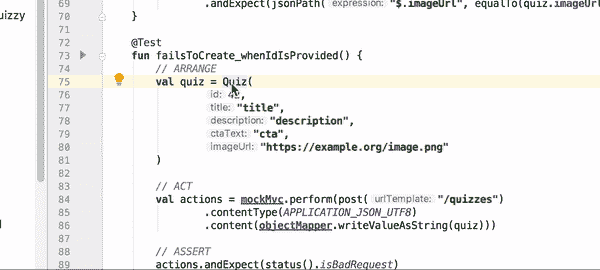 69 .andExpect(jsonPath( expression: "$.imageUrl", equalTo(quiz.imageUr
uizzy
70 }
71
72 @Test
73 fun failsToCreate_whenIdIsProvided() {
74 // ARRANGE
75 val quiz = Quiz(
76 id: 42,
77 title: "title",
78 description: "description",
79 ctaText: "cta",
80 imageUrl: "https://example.org/image.png"
81 )
82
83 // ACT
84 val actions = mockMvc.perform(post( urlTemplate: "/quizzes")
85 .contentType(APPLICATION_JSON_UTF8)
86 .content(objectMapper.writeValueAsString(quiz)))
87
88 // ASSERT
89 actions.andExpect(status().isBadRequest)